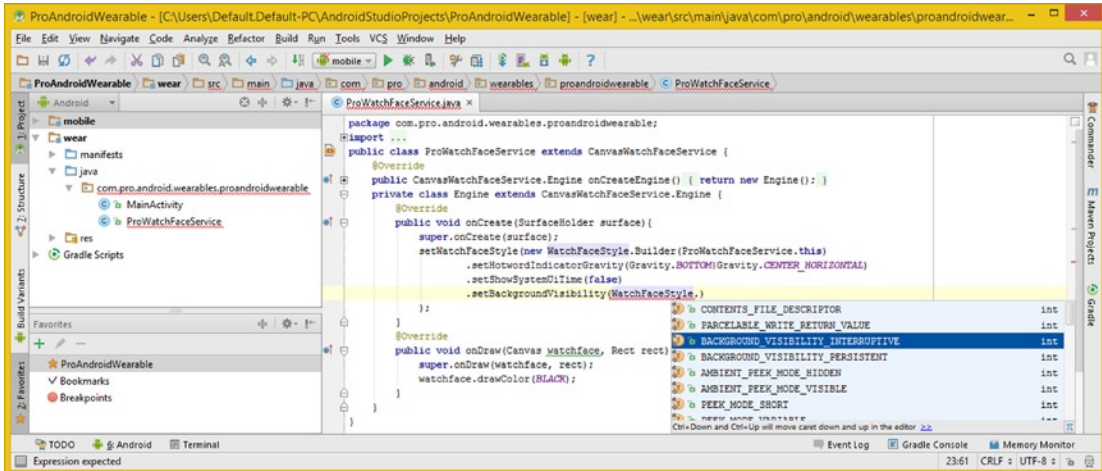 ProAndroidWearable - [C:\Users\Default.Default-PC\AndroidStudioProjects\ProAndroidWearable] - [wear] - ...\wear\src\main\java\com\pro\android\wearables\proandroidwear...
File Edit View Navigate Code Analyze Refactor Build Run Tools VCS Window Help
mobile
ProAndroidWearable wear src main java com pro android wearables proandroidwearable ProWatchFaceService
Android
ProWatchFaceService.java
1: Project
Z: Structure
Build Variants
2: Favorites
mobile
wear
manifests
java
com.pro.android.wearables.proandroidwearable
MainActivity
ProWatchFaceService
res
Gradle Scripts
Favorites
ProAndroidWearable
Bookmarks
Breakpoints
package com.pro.android.wearables.proandroidwearable;
import ...
public class ProWatchFaceService extends CanvasWatchFaceService {
@Override
public CanvasWatchFaceService.Engine onCreateEngine() { return new Engine(); }
private class Engine extends CanvasWatchFaceService.Engine {
@Override
public void onCreate(SurfaceHolder surface){
super.onCreate(surface);
setWatchFaceStyle(new WatchFaceStyle.Builder(ProWatchFaceService.this)
.setHotwordIndicatorGravity(Gravity.BOTTOM|Gravity.CENTER_HORIZONTAL)
.setShowSystemUiTime(false)
.setBackgroundVisibility(WatchFaceStyle.)
);
}
@Override
public void onDraw(Canvas watchface, Rect rect)
super.onDraw(watchface, rect);
watchface.drawColor(BLACK);
}
}
}
CONTENTS_FILE_DESCRIPTOR int
PARCELABLE_WRITE_RETURN_VALUE int
BACKGROUND_VISIBILITY_INTERRUPTIVE int
BACKGROUND_VISIBILITY_PERSISTENT int
AMBIENT_PEEK_MODE_HIDDEN int
AMBIENT_PEEK_MODE_VISIBLE int
PEEK_MODE_SHORT int
PEEK_MODE_VARIABLE int
Ctrl+Down and Ctrl+Up will move caret down and up in the editor >>
Commander
Maven Projects
Gradle
TODO 6: Android Terminal Event Log Gradle Console Memory Monitor
Expression expected 23:61 CRLF UTF-8